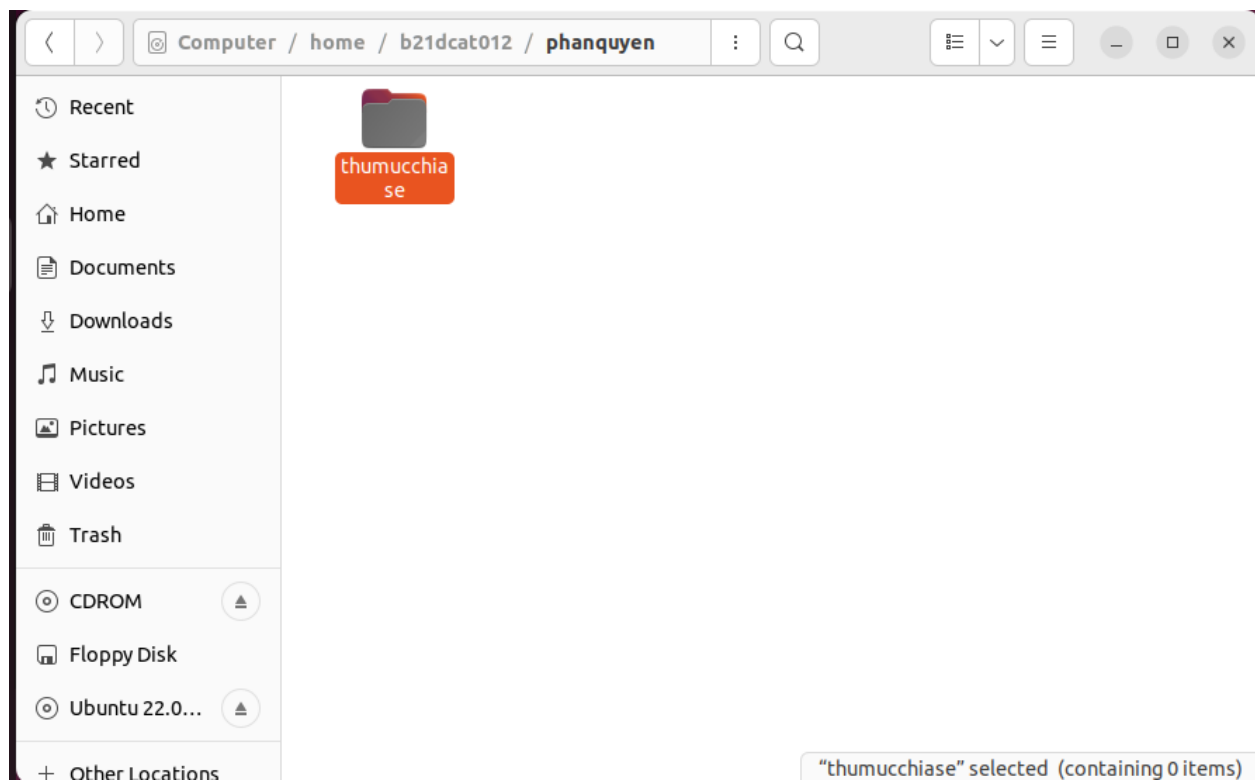 Computer / home / b21dcat012 / phanquyen
Recent
Starred
Home
Documents
Downloads
Music
Pictures
Videos
Trash
CDROM
Floppy Disk
Ubuntu 22.0...
+ Other Locations
thumucchia
se
“thumucchiase” selected (containing 0 items)